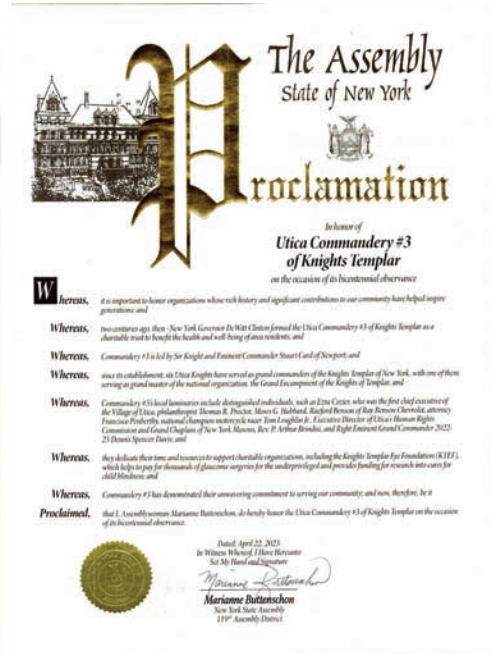 The Assembly
State of New York
Proclamation
In honor of
Utica Commandery #3
of Knights Templar
on the occasion of its bicentennial observance
Whereas, it is important to honor organizations whose rich history and significant contributions to our community have helped inspire
generations; and
Whereas, two centuries ago, then - New York Governor DeWitt Clinton formed the Utica Commandery #3 of Knights Templar as a
charitable trust to benefit the health and well-being of area residents; and
Whereas, Commandery #3 is led by Sir Knight and Eminent Commander Stuart Card of Newport; and
Whereas, since its establishment, six Utica Knights have served as grand commanders of the Knights Templar of New York, with one of them
serving as grand master of the national organization, the Grand Encampment of the Knights of Templar; and
Whereas, Commandery #3's local luminaries include distinguished individuals, such as Ezra Cozier, who was the first chief executive of
the Village of Utica, philanthropist Thomas R. Proctor, Moses G. Hubbard, Rayford Benson of Ray Benson Chevrolet, attorney
Francisco Penberthy, national champion motorcycle racer Tom Loughlin Jr., Executive Director of Utica's Human Rights
Commission and Grand Chaplain of New York Masons, Rev. P. Arthur Brindisi, and Right Eminent Grand Commander 2022-
23 Dennis Spencer Davis; and
Whereas, they dedicate their time and resources to support charitable organizations, including the Knights Templar Eye Foundation (KTEF),
which helps to pay for thousands of glaucoma surgeries for the underprivileged and provides funding for research into cures for
child blindness; and
Whereas, Commandery #3 has demonstrated their unwavering commitment to serving our community; and now, therefore, be it
Proclaimed, that I, Assemblywoman Marianne Buttenschon, do hereby honor the Utica Commandery #3 of Knights Templar on the occasion
of its bicentennial observance.
Dated: April 22, 2023
In Witness Whereof, I Have Hereunto
Set My Hand and Signature
Marianne Buttenschon
Marianne Buttenschon
New York State Assembly
119th Assembly District